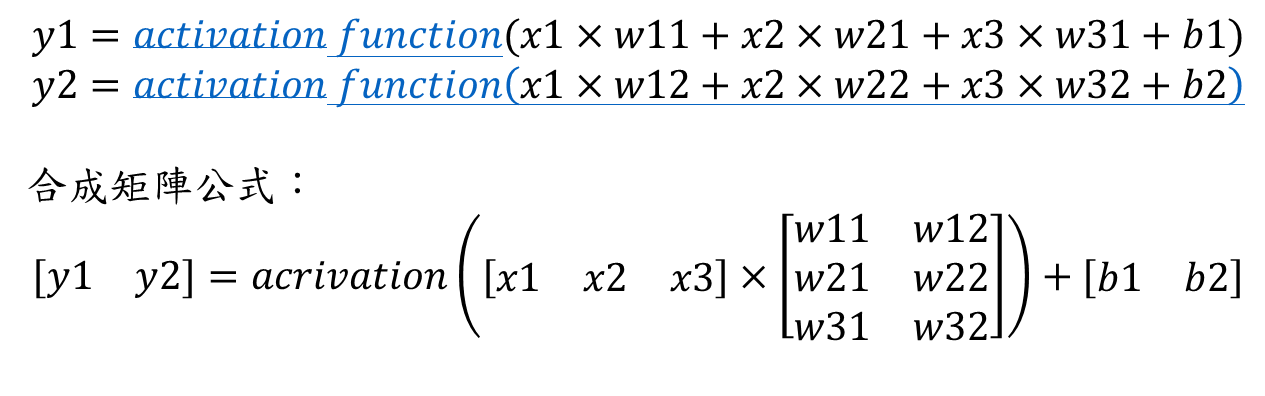 y1 = activation function(x1 × w11 + x2 × w21 + x3 × w31 + b1)
y2 = activation function(x1 × w12 + x2 × w22 + x3 × w32 + b2)
合成矩陣公式：
[y1 y2] = acrivation([x1 x2 x3] × [w11 w12
w21 w22
w31 w32]) + [b1 b2]